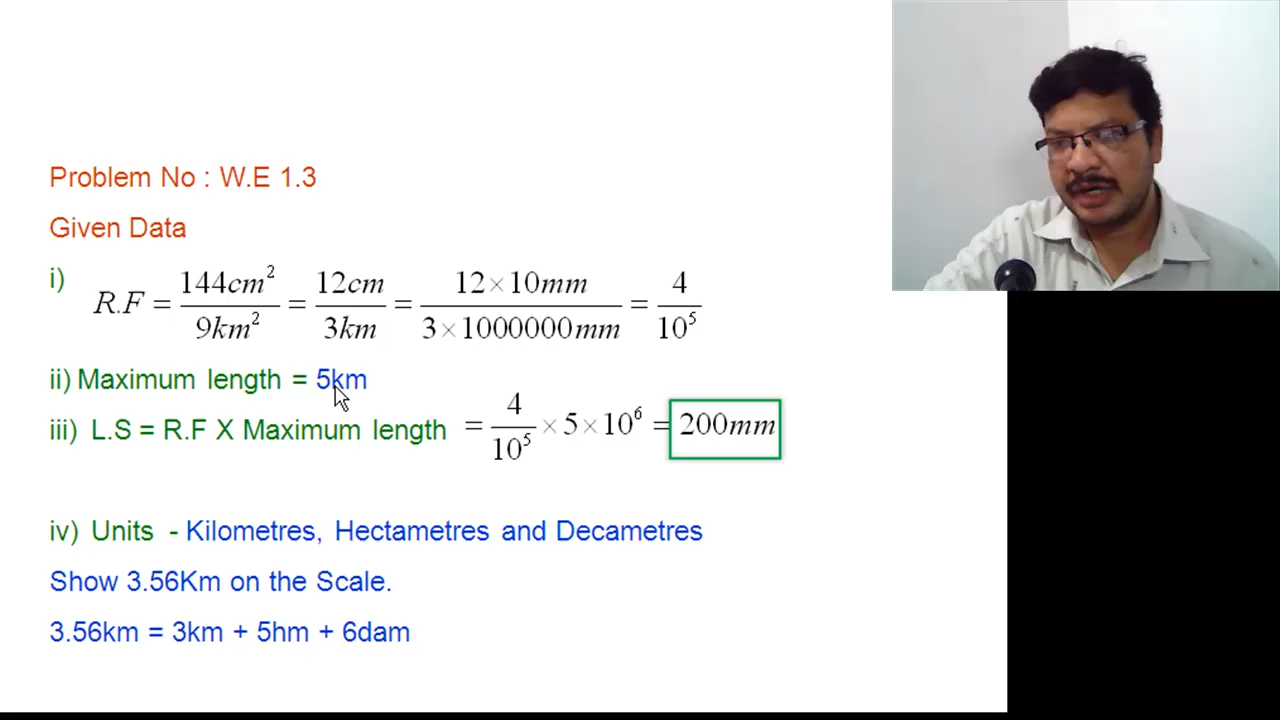 Problem No : W.E 1.3
Given Data
i) R.F = 144cm² / 9km² = 12cm / 3km = 12×10mm / 3×1000000mm = 4 / 10⁵
ii) Maximum length = 5km
iii) L.S = R.F X Maximum length = 4 / 10⁵ ×5×10⁶ = 200mm
iv) Units - Kilometres, Hectametres and Decametres
Show 3.56Km on the Scale.
3.56km = 3km + 5hm + 6dam